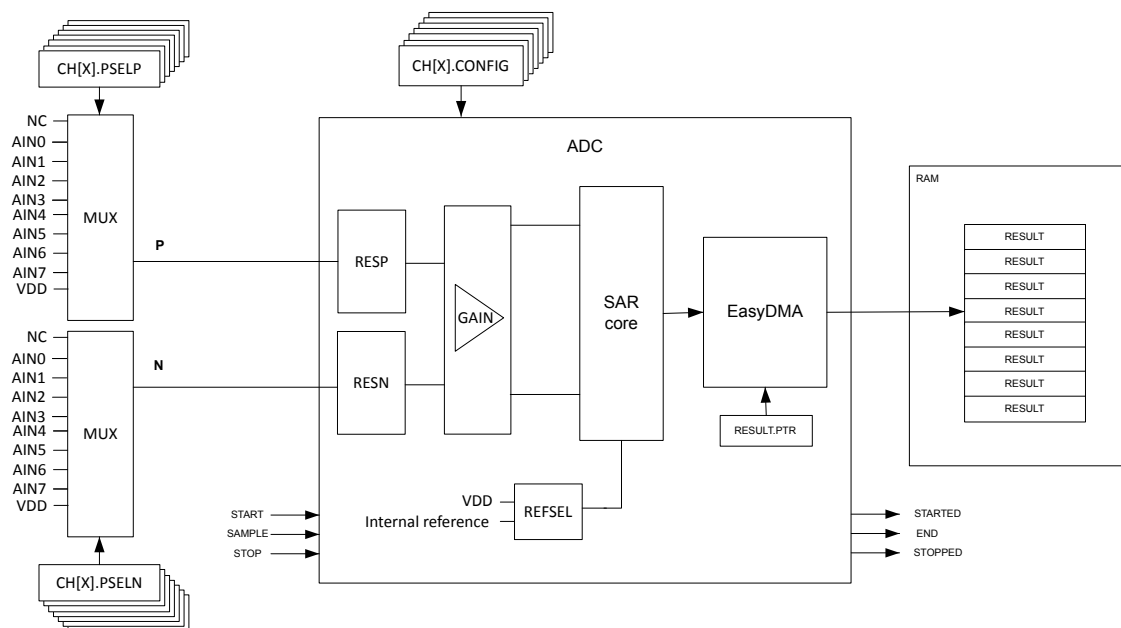 CH[X].PSELP
CH[X].CONFIG
NC
AIN0
AIN1
AIN2
AIN3
AIN4
AIN5
AIN6
AIN7
VDD
MUX
P
ADC
RESP
GAIN
SAR
core
EasyDMA
RAM
RESULT
RESULT
RESULT
RESULT
RESULT
RESULT
RESULT
RESULT
NC
AIN0
AIN1
AIN2
AIN3
AIN4
AIN5
AIN6
AIN7
VDD
MUX
N
RESN
RESULT.PTR
VDD
Internal reference
REFSEL
START
SAMPLE
STOP
STARTED
END
STOPPED
CH[X].PSELN